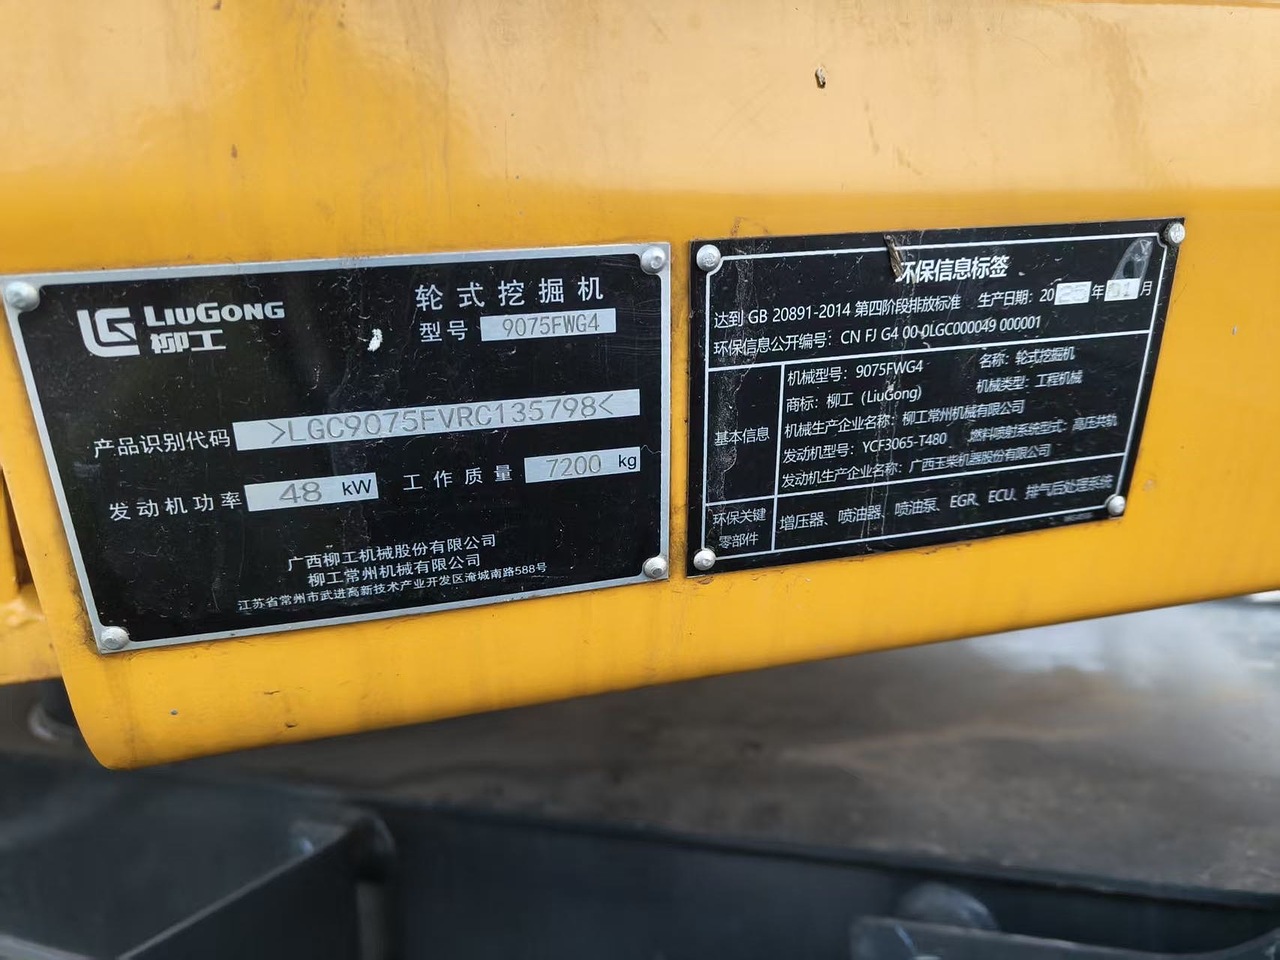 LIUGONG
柳工
轮式挖掘机
型号 9075FWG4
产品识别代码 >LGC9075FVRC135798<
发动机功率 48 kW 工作质量 7200 kg
广西柳工机械股份有限公司
柳工常州机械有限公司
江苏省常州市武进高新技术产业开发区淹城南路588号
环保信息标签
达到 GB 20891-2014 第四阶段排放标准 生产日期: 20 年 01 月
环保信息公开编号: CN FJ G4 00 0LGC000049 000001
基本信息
机械型号: 9075FWG4 名称: 轮式挖掘机
商标: 柳工 (LiuGong) 机械类型: 工程机械
机械生产企业名称: 柳工常州机械有限公司
发动机型号: YCF3065-T480 燃料喷射系统型式: 高压共轨
发动机生产企业名称: 广西玉柴机器股份有限公司
环保关键
零部件
增压器、喷油器、喷油泵、EGR、ECU、排气后处理系统